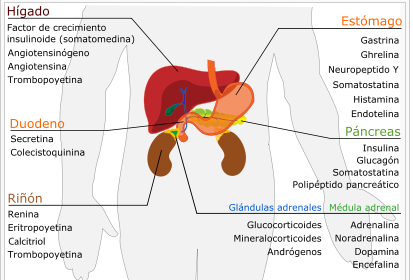 Hígado
Factor de crecimiento
insulinoide (somatomedina)
Angiotensinógeno
Angiotensina
Trombopoyetina
Estómago
Gastrina
Ghrelina
Neuropeptido Y
Somatostatina
Histamina
Endotelina
Duodeno
Secretina
Colecistoquinina
Páncreas
Insulina
Glucagón
Somatostatina
Polipéptido pancreático
Riñón
Renina
Eritropoyetina
Calcitriol
Trombopoyetina
Glándulas adrenales
Glucocorticoides
Mineralocorticoides
Andrógenos
Médula adrenal
Adrenalina
Noradrenalina
Dopamina
Encefalina